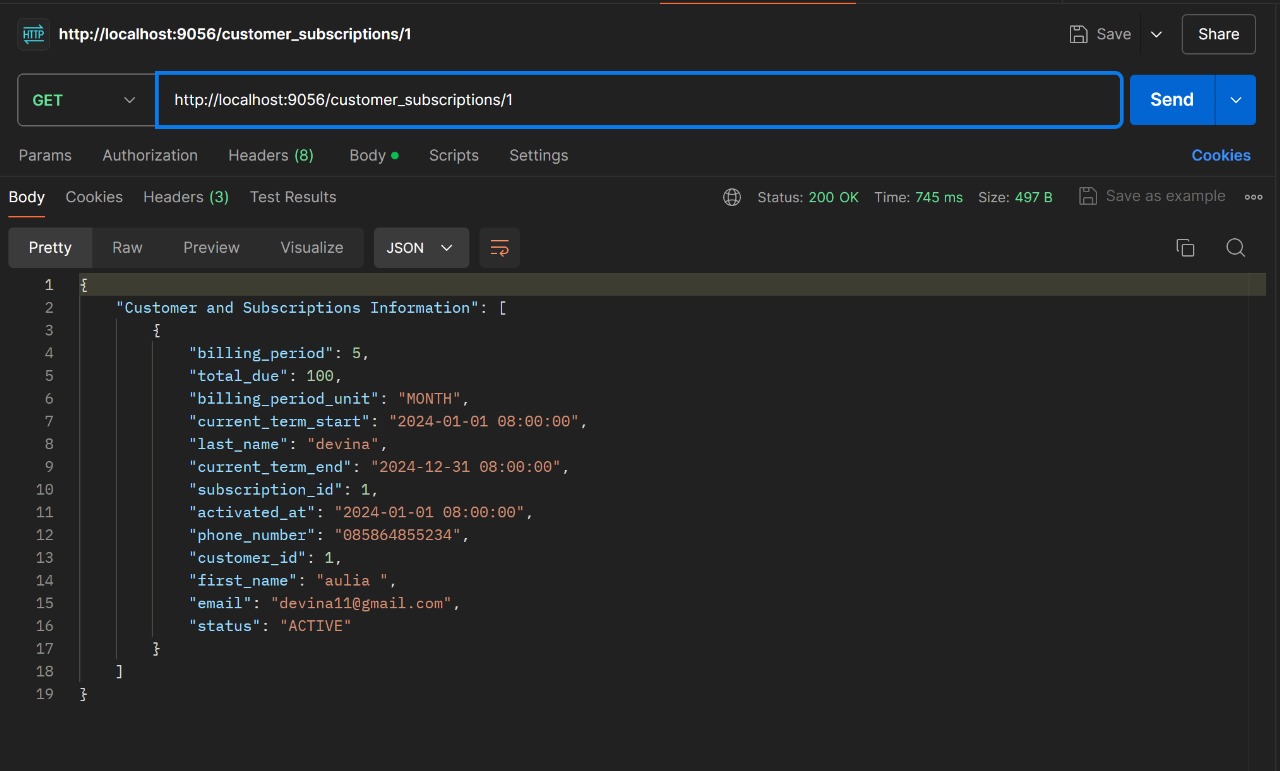 HTTP http://localhost:9056/customer_subscriptions/1 Save Share
GET http://localhost:9056/customer_subscriptions/1 Send
Params Authorization Headers (8) Body Scripts Settings Cookies
Body Cookies Headers (3) Test Results Status: 200 OK Time: 745 ms Size: 497 B Save as example
Pretty Raw Preview Visualize JSON
1 {
2 "Customer and Subscriptions Information": [
3 {
4 "billing_period": 5,
5 "total_due": 100,
6 "billing_period_unit": "MONTH",
7 "current_term_start": "2024-01-01 08:00:00",
8 "last_name": "devina",
9 "current_term_end": "2024-12-31 08:00:00",
10 "subscription_id": 1,
11 "activated_at": "2024-01-01 08:00:00",
12 "phone_number": "085864855234",
13 "customer_id": 1,
14 "first_name": "aulia ",
15 "email": "devina11@gmail.com",
16 "status": "ACTIVE"
17 }
18 ]
19 }